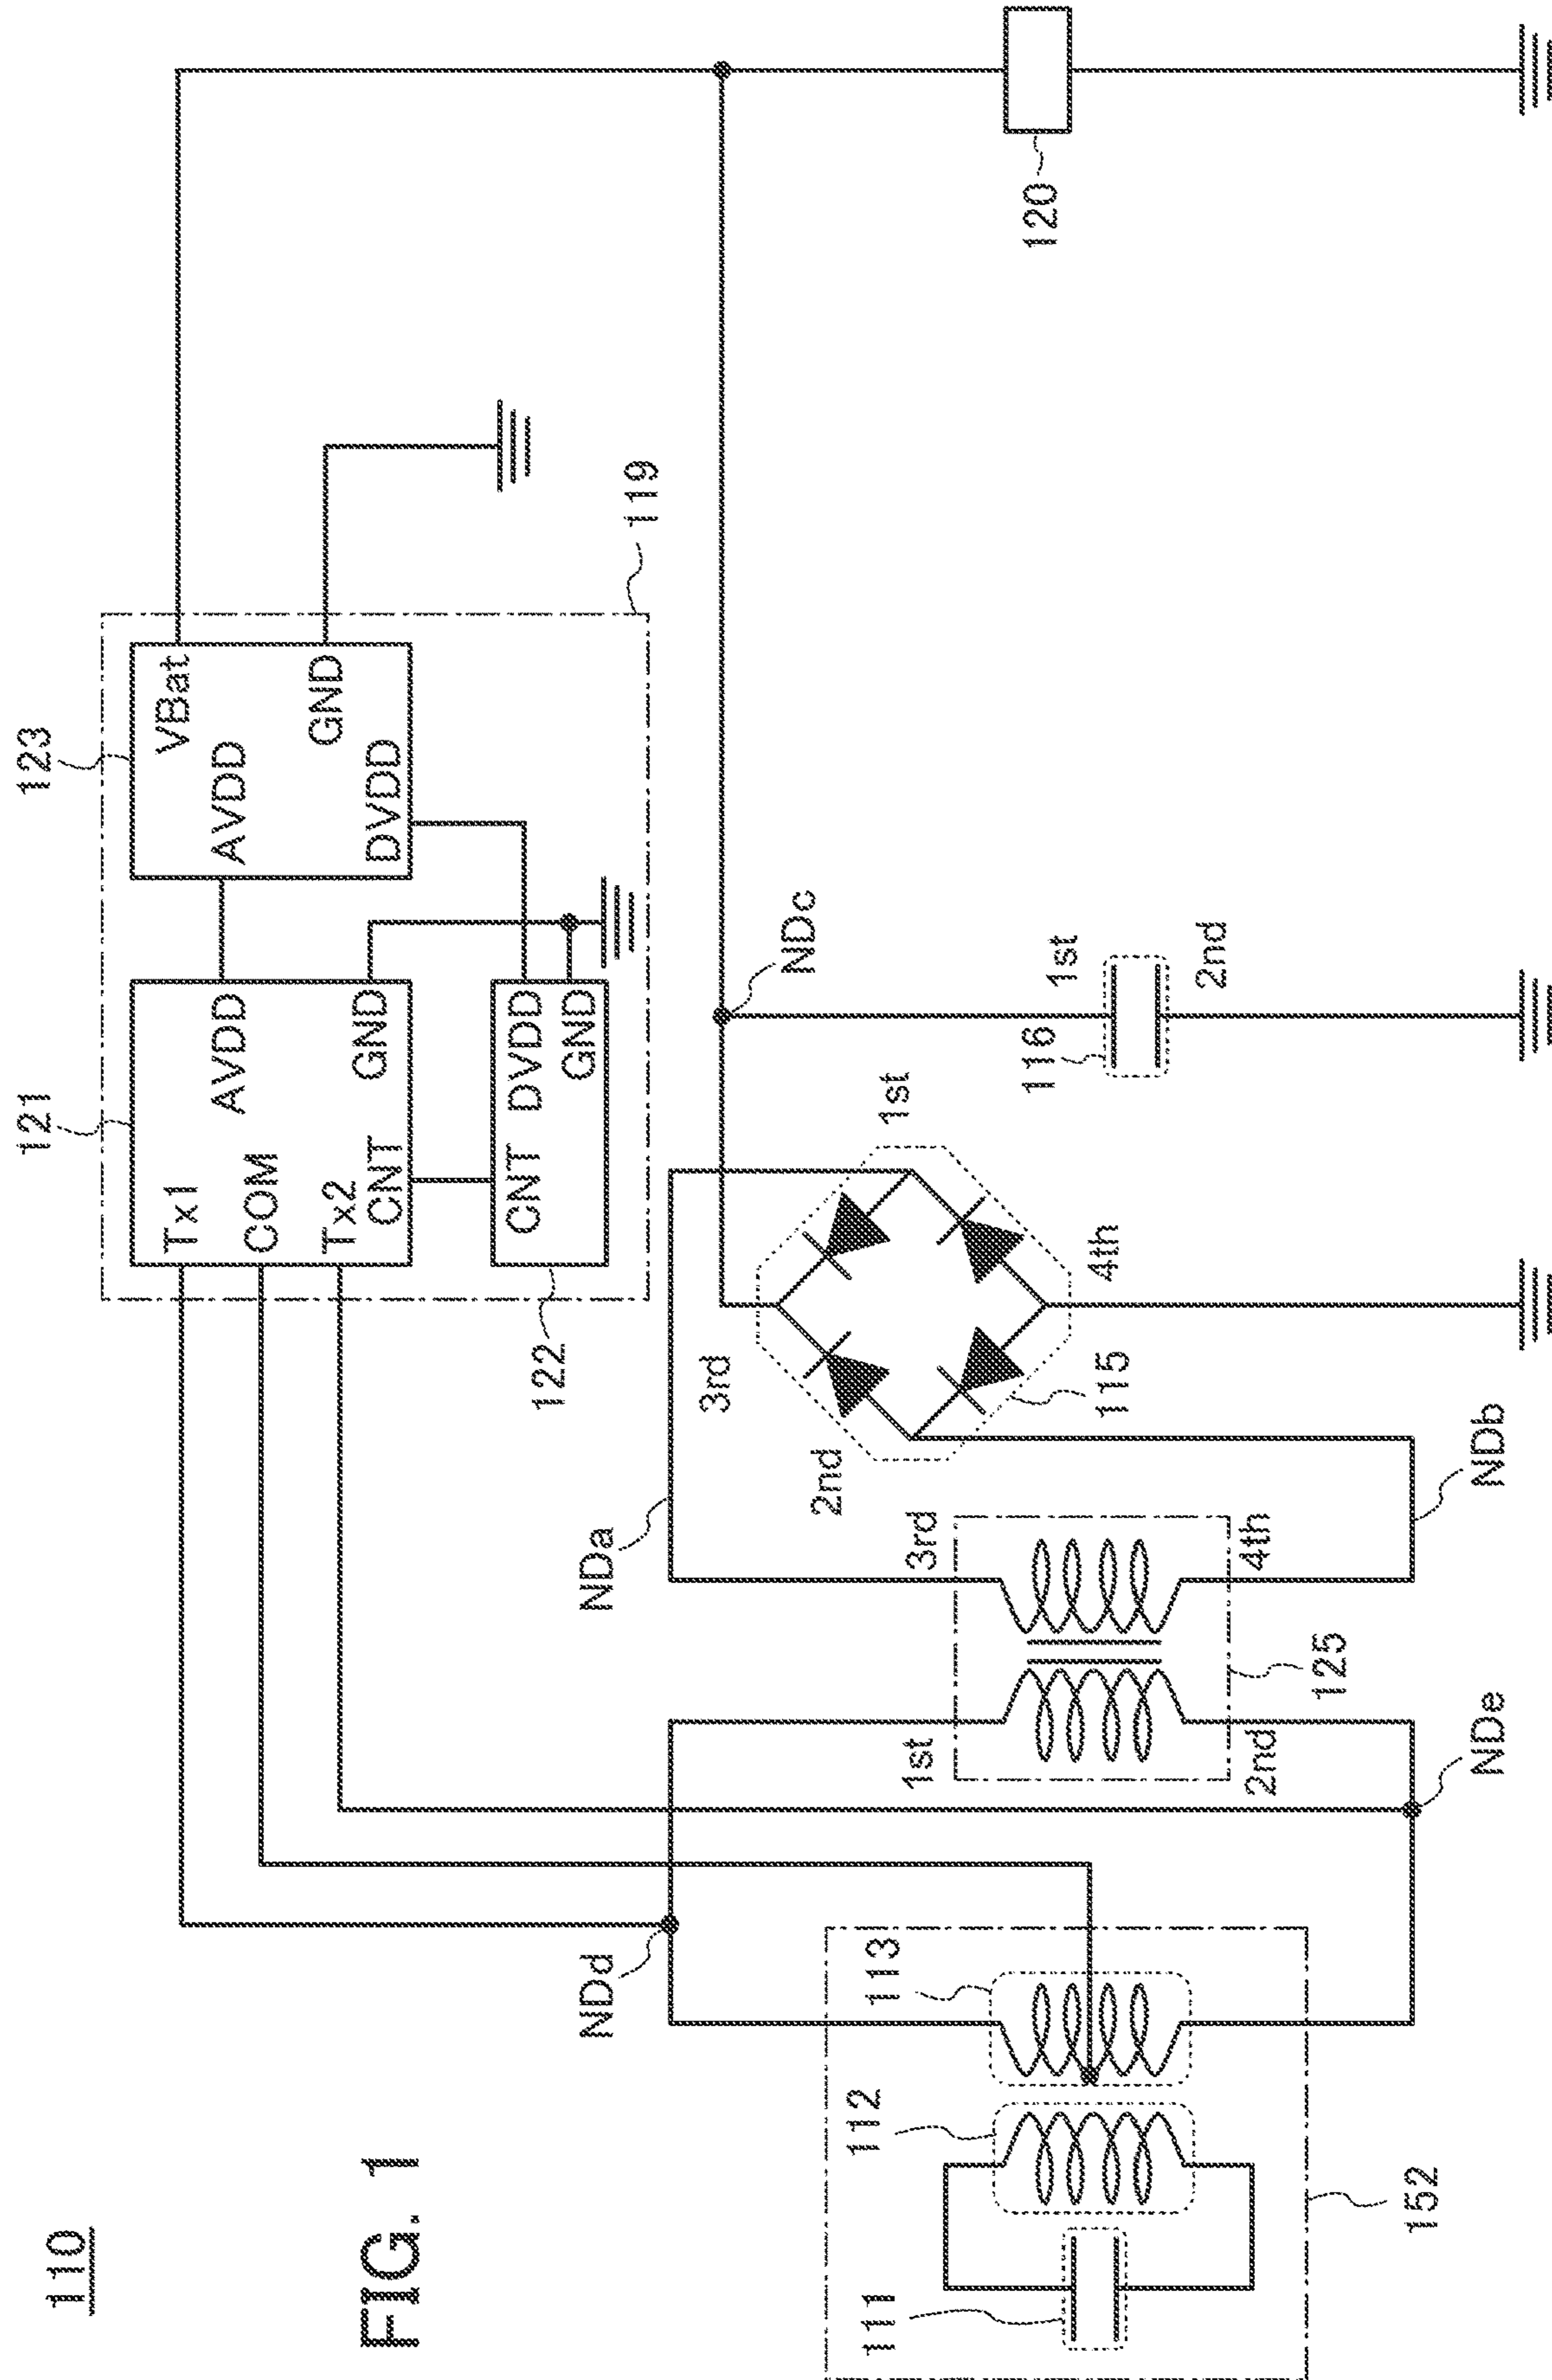 110
FIG. 1
121
123
Tx1
COM
Tx2
CNT
AVDD
GND
VBat
AVDD
GND
DVDD
CNT
DVDD
GND
122
119
NDd
NDa
NDc
3rd
1st
2nd
4th
115
116
1st
2nd
120
111
112
113
152
1st
2nd
3rd
4th
125
NDe
NDb